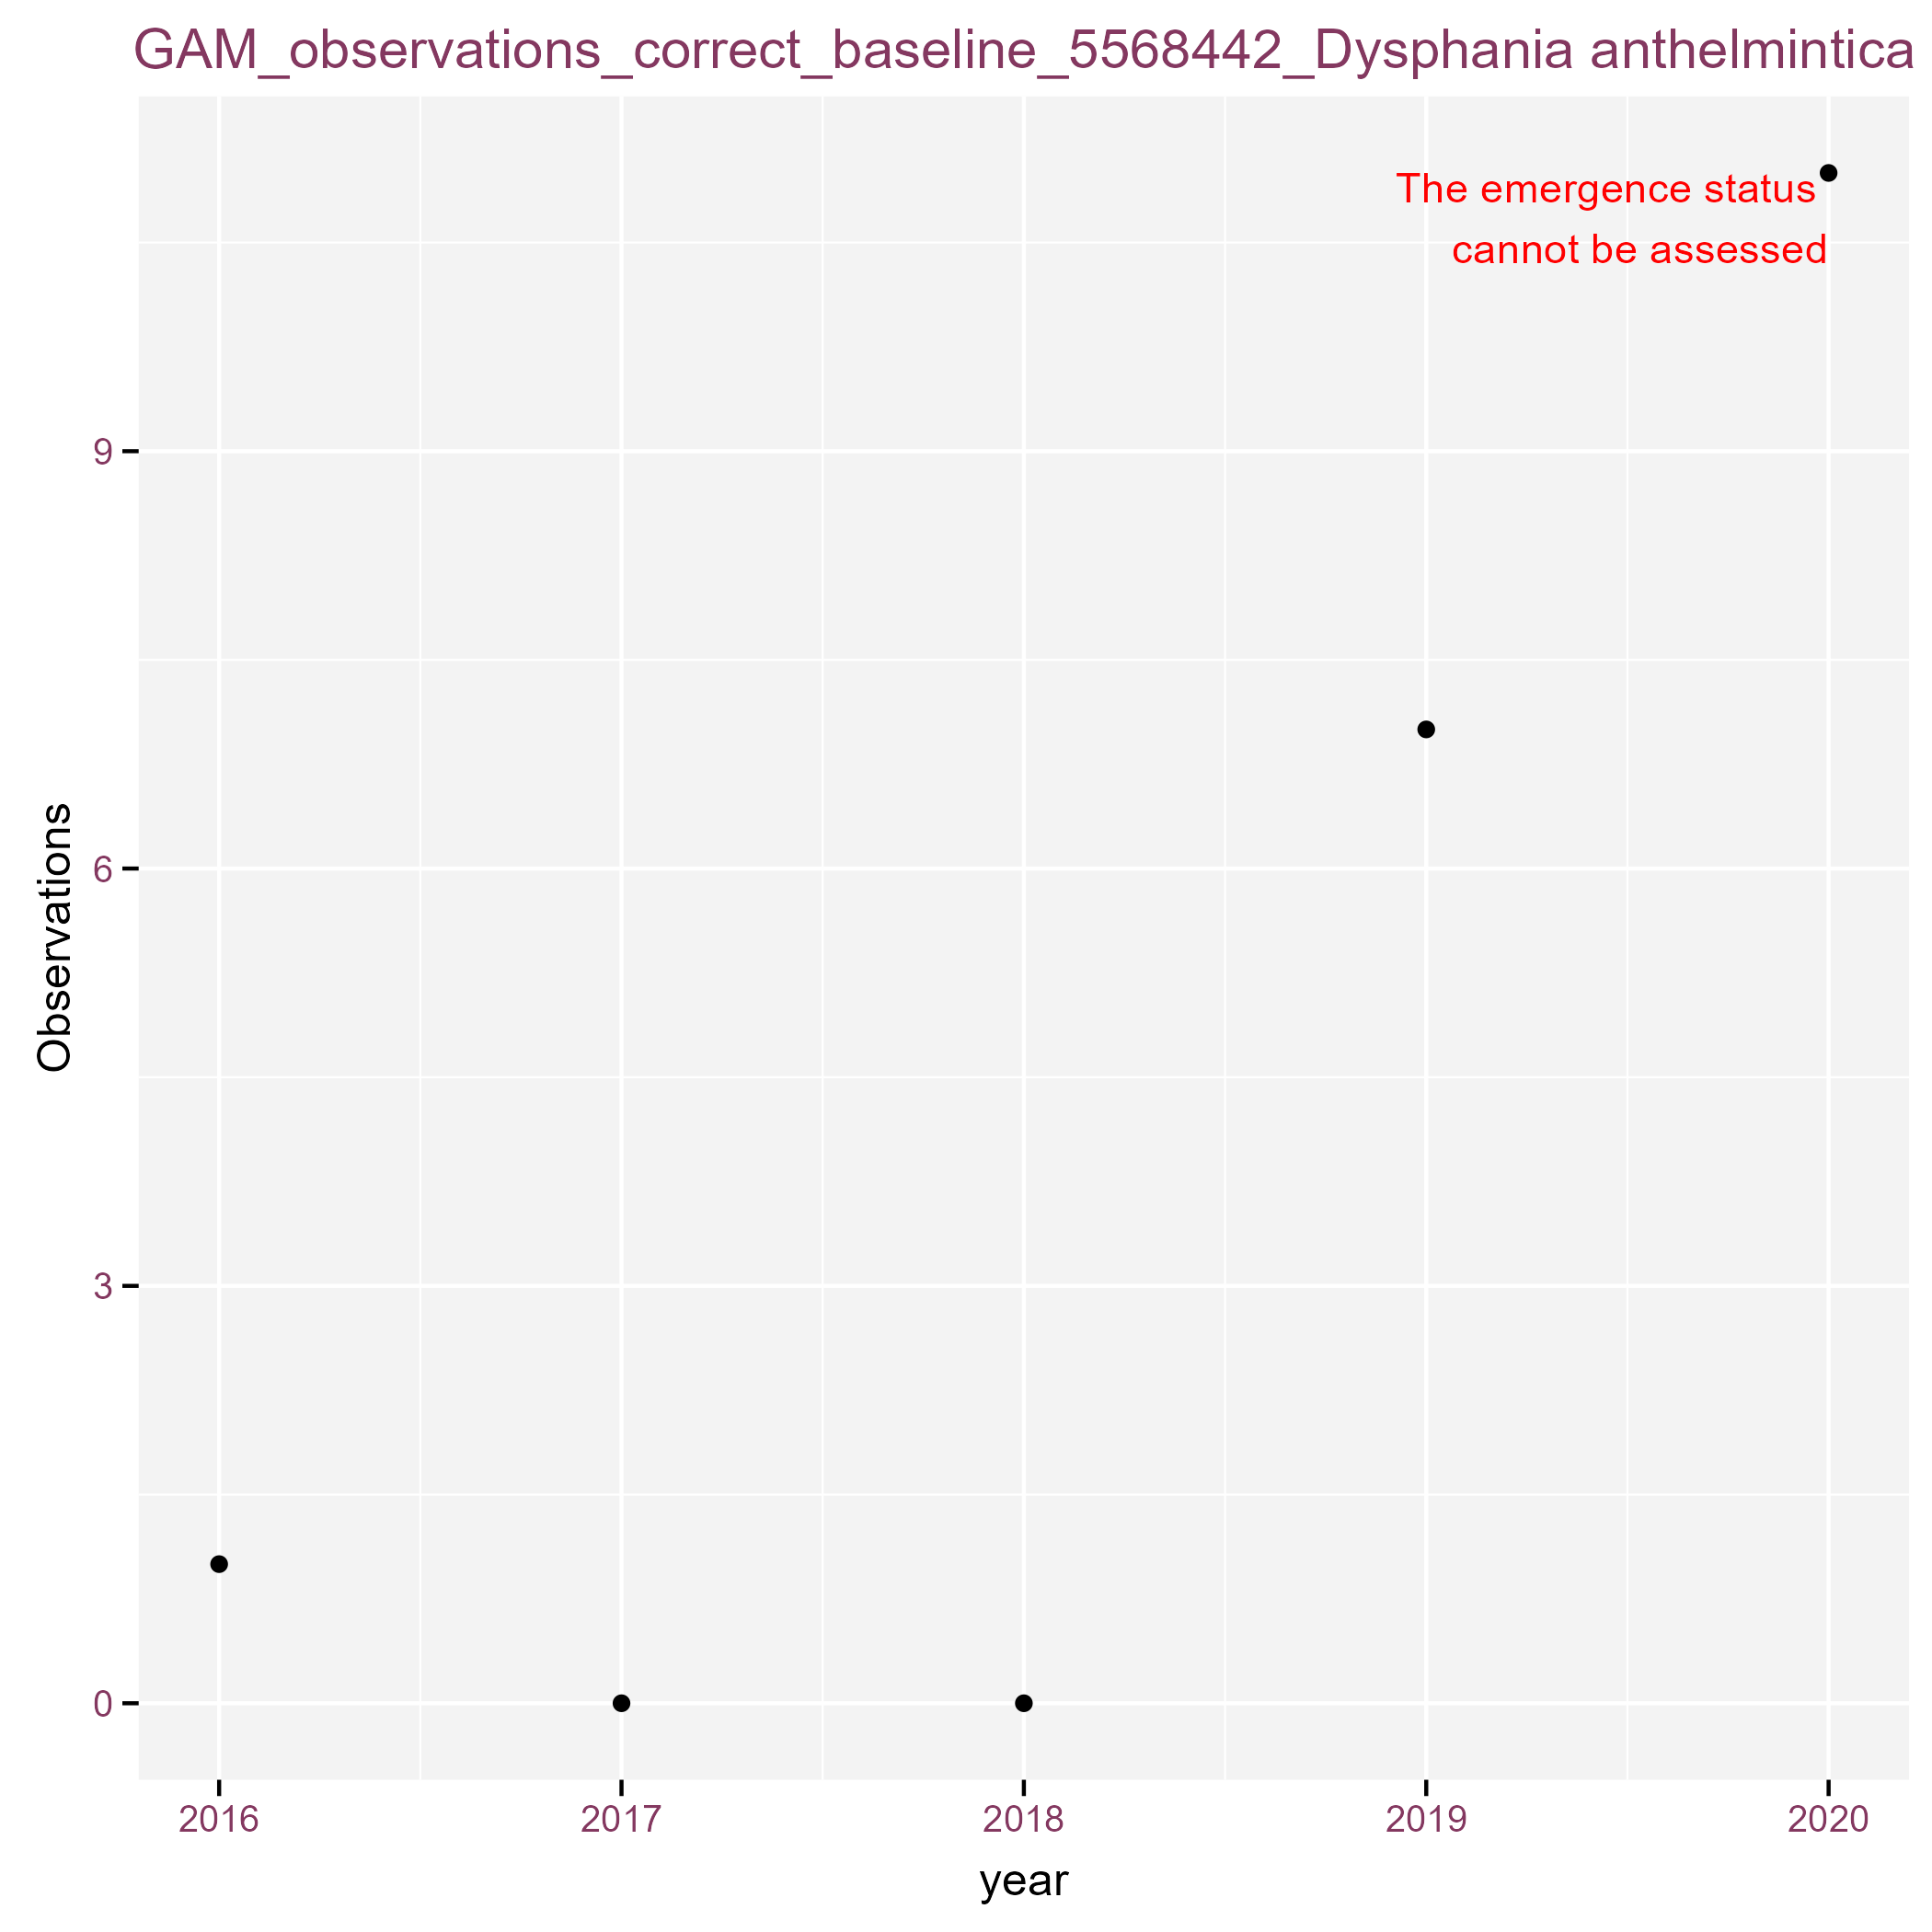 GAM_observations_correct_baseline_5568442_Dysphania anthelmintica
The emergence status
cannot be assessed
9
6
3
0
Observations
2016 2017 2018 2019 2020
year